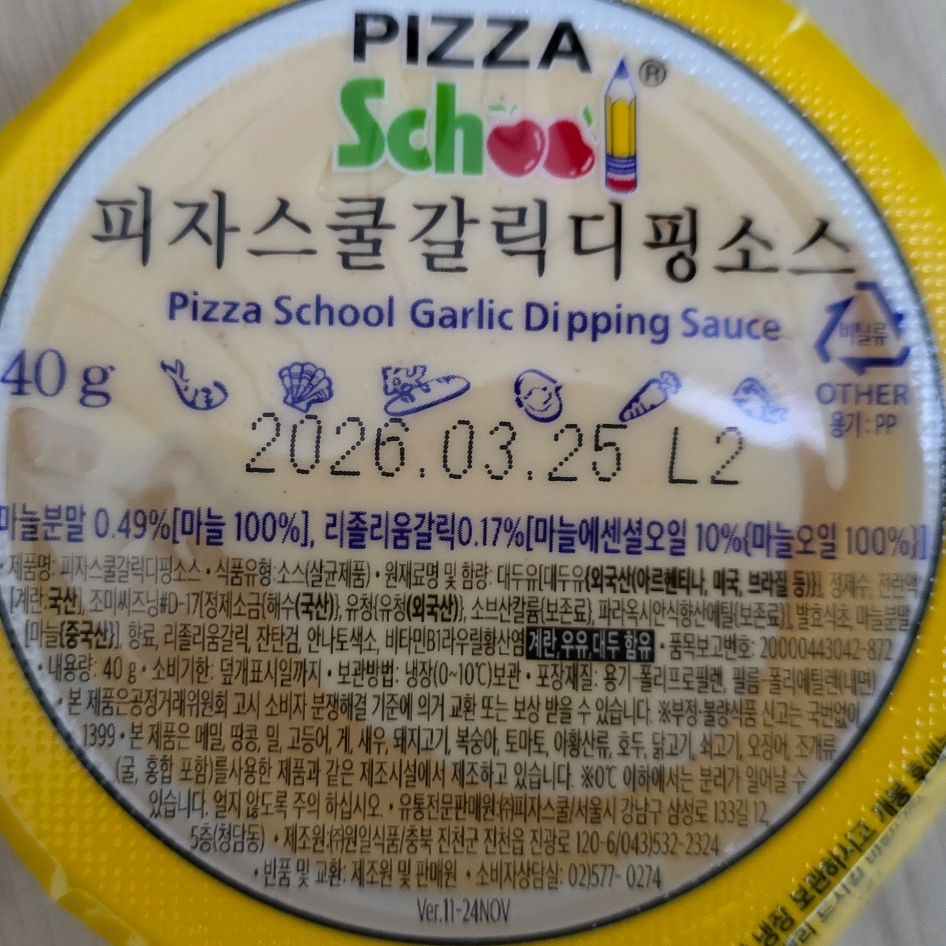 PIZZA
School®
피자스쿨갈릭디핑소스
Pizza School Garlic Dipping Sauce
비닐류
40g
OTHER
용기:PP
2026.03.25 L2
마늘분말 0.49%[마늘 100%], 리졸리움갈릭0.17%[마늘에센셜오일 10%{마늘오일 100%}]
• 제품명: 피자스쿨갈릭디핑소스 • 식품유형:소스(살균제품) • 원재료명 및 함량: 대두유[대두유{외국산(아르헨티나, 미국, 브라질 등)}], 정제수, 전란액
[계란:국산], 조미씨즈닝#D-1가[정제소금{해수(국산)}, 유청{유청(외국산)}, 소브산칼륨(보존료), 파라옥시안식향산에틸(보존료)], 발효식초, 마늘분말
[마늘{중국산}], 향료, 리졸리움갈릭, 잔탄검, 안나토색소, 비타민B1라우릴황산염 계란, 우유, 대두 함유 • 품목보고번호: 20000443042-872
• 내용량: 40 g • 소비기한: 덮개표시일까지 • 보관방법: 냉장(0~10℃)보관 • 포장재질: 용기-폴리프로필렌, 필름-폴리에틸렌(내면)
• 본 제품은공정거래위원회 고시 소비자 분쟁해결 기준에 의거 교환 또는 보상 받을 수 있습니다. ※부정·불량식품 신고는 국번없이
1399 • 본 제품은 메밀, 땅콩, 밀, 고등어, 게, 새우, 돼지고기, 복숭아, 토마토, 아황산류, 호두, 닭고기, 쇠고기, 오징어, 조개류
(굴, 홍합 포함)를사용한 제품과 같은 제조시설에서 제조하고 있습니다. ※0℃ 이하에서는 분리가 일어날 수
있습니다. 얼지 않도록 주의 하십시오 • 유통전문판매원:㈜피자스쿨/서울시 강남구 삼성로 133길 12,
5층(청담동) • 제조원:㈜원일식품/충북 진천군 진천읍 진광로 120-6/043)532-2324
• 반품 및 교환: 제조원 및 판매원 • 소비자상담실: 02)577- 0274
Ver.11-24NOV
냉장 보관하시고 개봉 후에